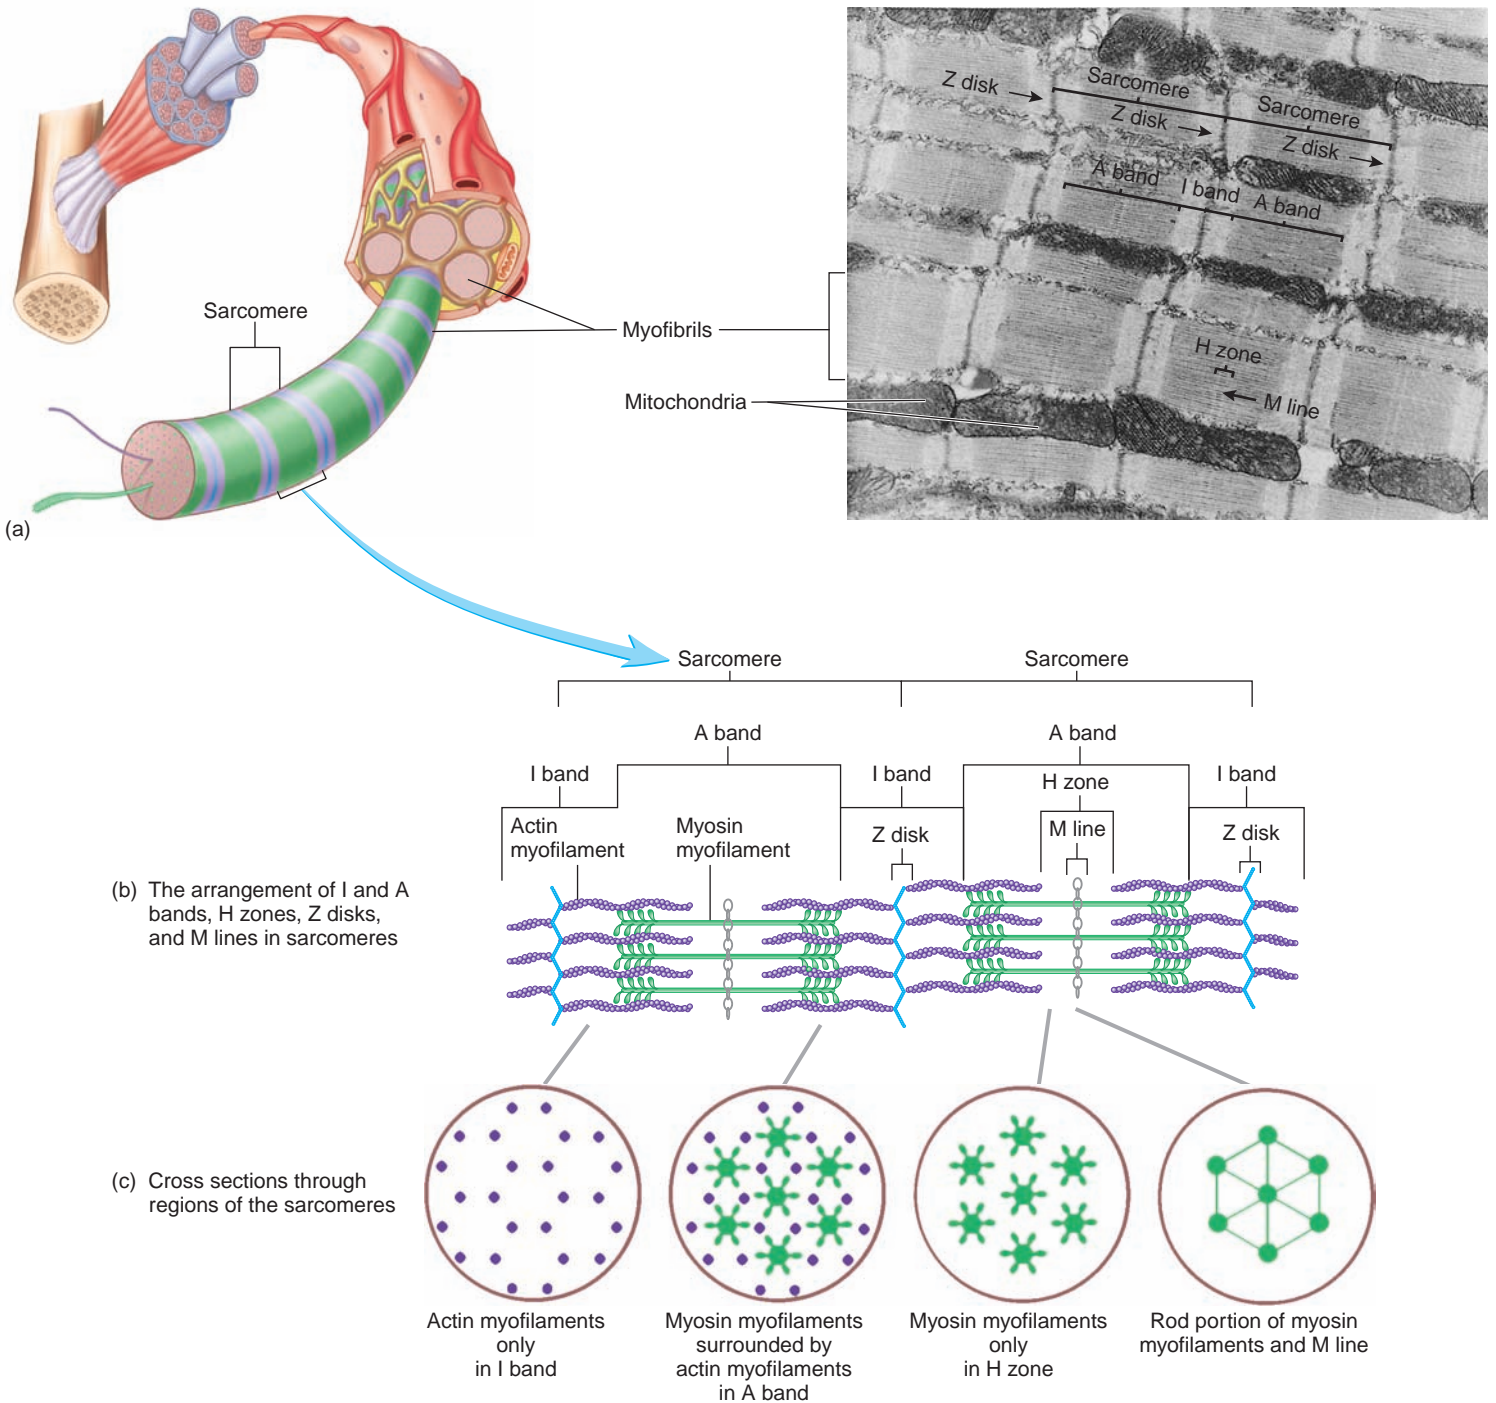 Z disk
Sarcomere
Z disk
Sarcomere
Z disk
A band
I band
A band
Sarcomere
Myofibrils
H zone
Mitochondria
M line
(a)
Sarcomere
Sarcomere
A band
A band
I band
I band
H zone
I band
Actin
myofilament
Myosin
myofilament
Z disk
M line
Z disk
(b) The arrangement of I and A
bands, H zones, Z disks,
and M lines in sarcomeres
(c) Cross sections through
regions of the sarcomeres
Actin myofilaments
only
in I band
Myosin myofilaments
surrounded by
actin myofilaments
in A band
Myosin myofilaments
only
in H zone
Rod portion of myosin
myofilaments and M line